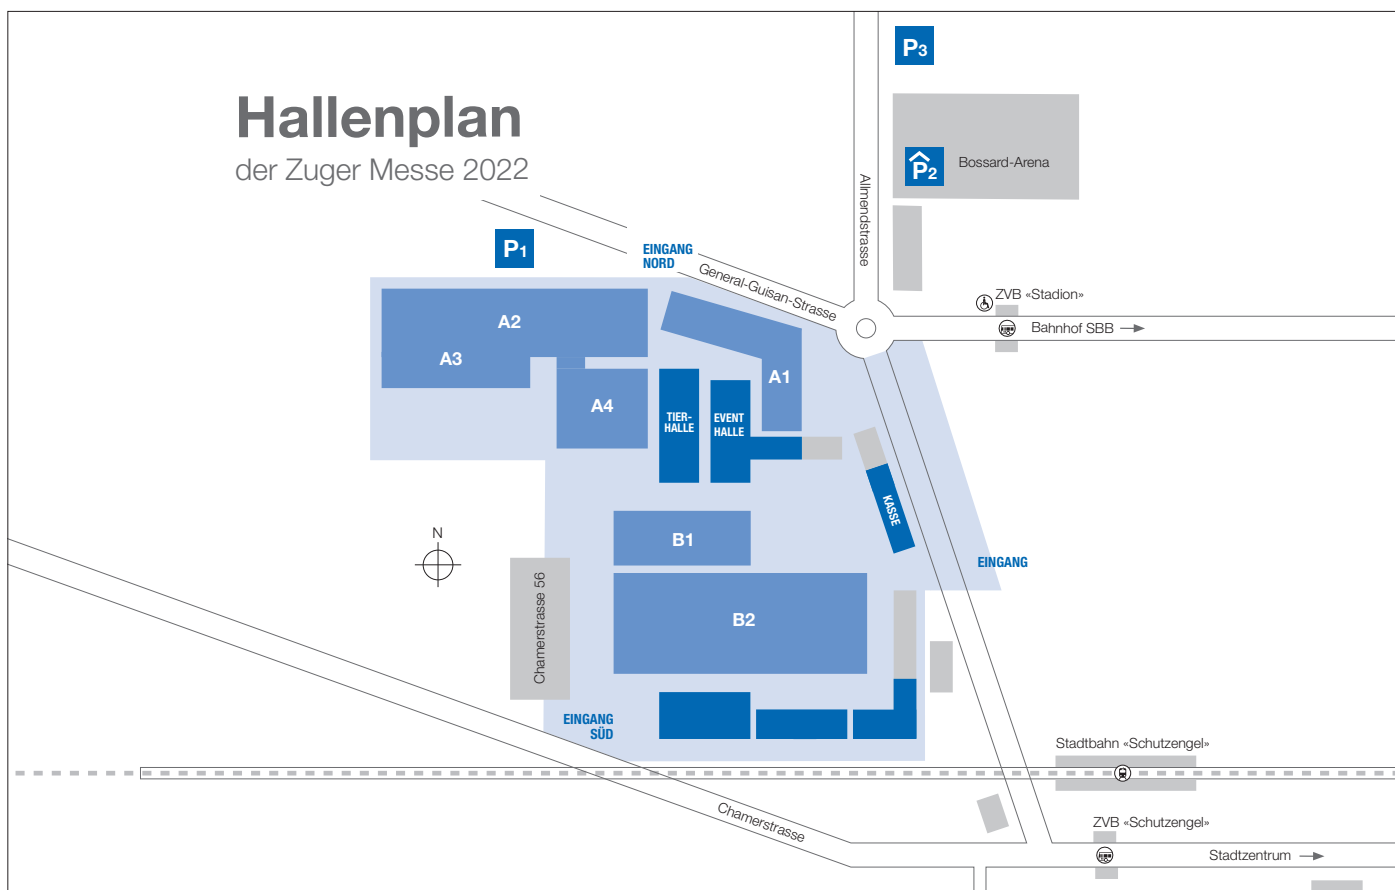 Hallenplan
der Zuger Messe 2022
P3
P2
Bossard-Arena
Allmendstrasse
P1
EINGANG
NORD
General-Guisan-Strasse
ZVB «Stadion»
Bahnhof SBB
A2
A3
A1
A4
TIER-
HALLE
EVENT
HALLE
KASSE
N
B1
EINGANG
Chamerstrasse 56
B2
EINGANG
SÜD
Stadtbahn «Schutzengel»
Chamerstrasse
ZVB «Schutzengel»
Stadtzentrum